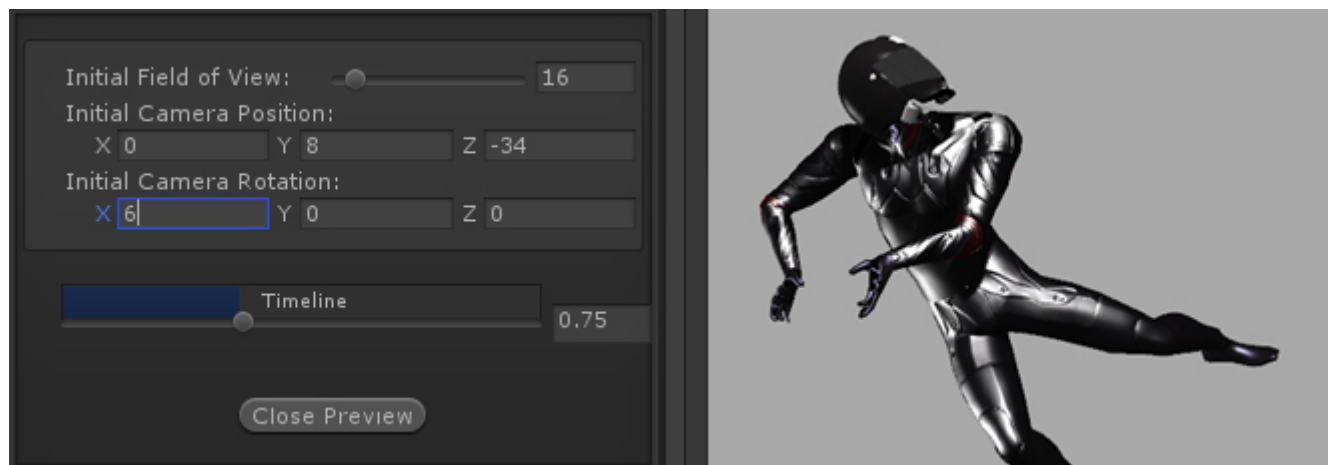 Initial Field of View: 16
Initial Camera Position:
X 0 Y 8 Z -34
Initial Camera Rotation:
X 6 Y 0 Z 0
Timeline
0.75
Close Preview